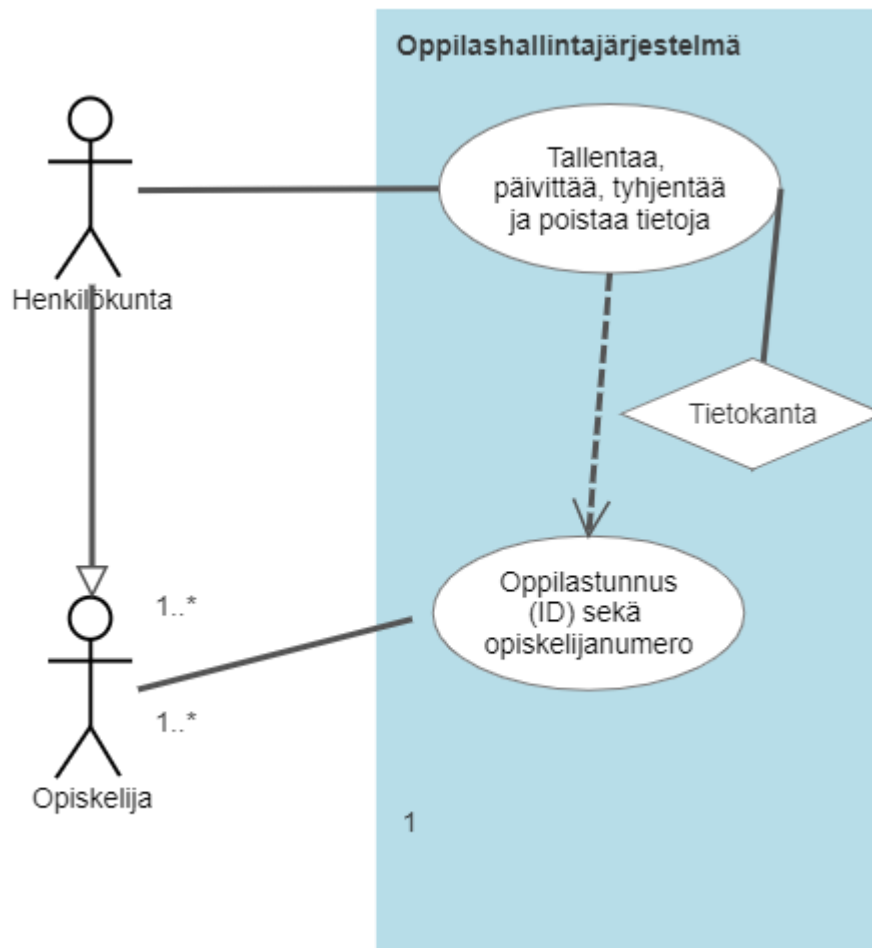 Oppilashallintajärjestelmä
Tallentaa,
päivittää, tyhjentää
ja poistaa tietoja
Henkilökunta
Tietokanta
Oppilastunnus
(ID) sekä
opiskelijanumero
1..*
1..*
Opiskelija
1